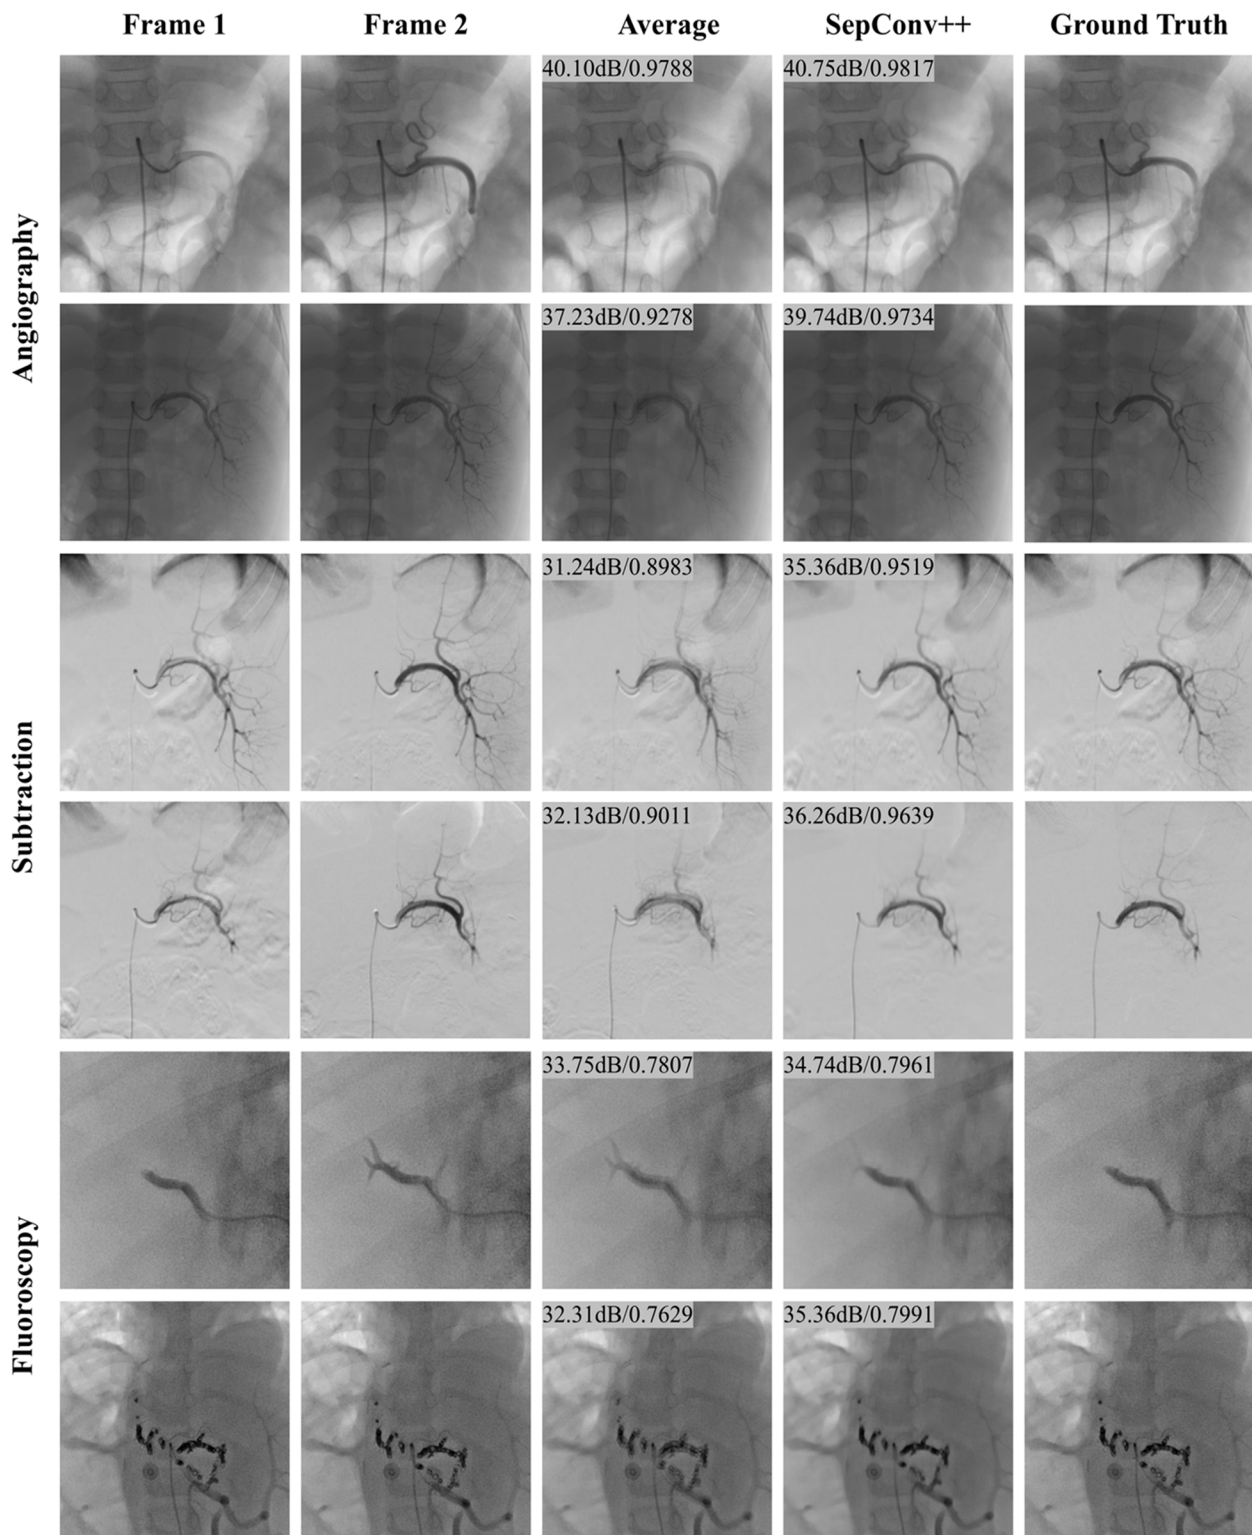 Frame 1
Frame 2
Average
SepConv++
Ground Truth
Angiography
40.10dB/0.9788
40.75dB/0.9817
37.23dB/0.9278
39.74dB/0.9734
Subtraction
31.24dB/0.8983
35.36dB/0.9519
32.13dB/0.9011
36.26dB/0.9639
Fluoroscopy
33.75dB/0.7807
34.74dB/0.7961
32.31dB/0.7629
35.36dB/0.7991